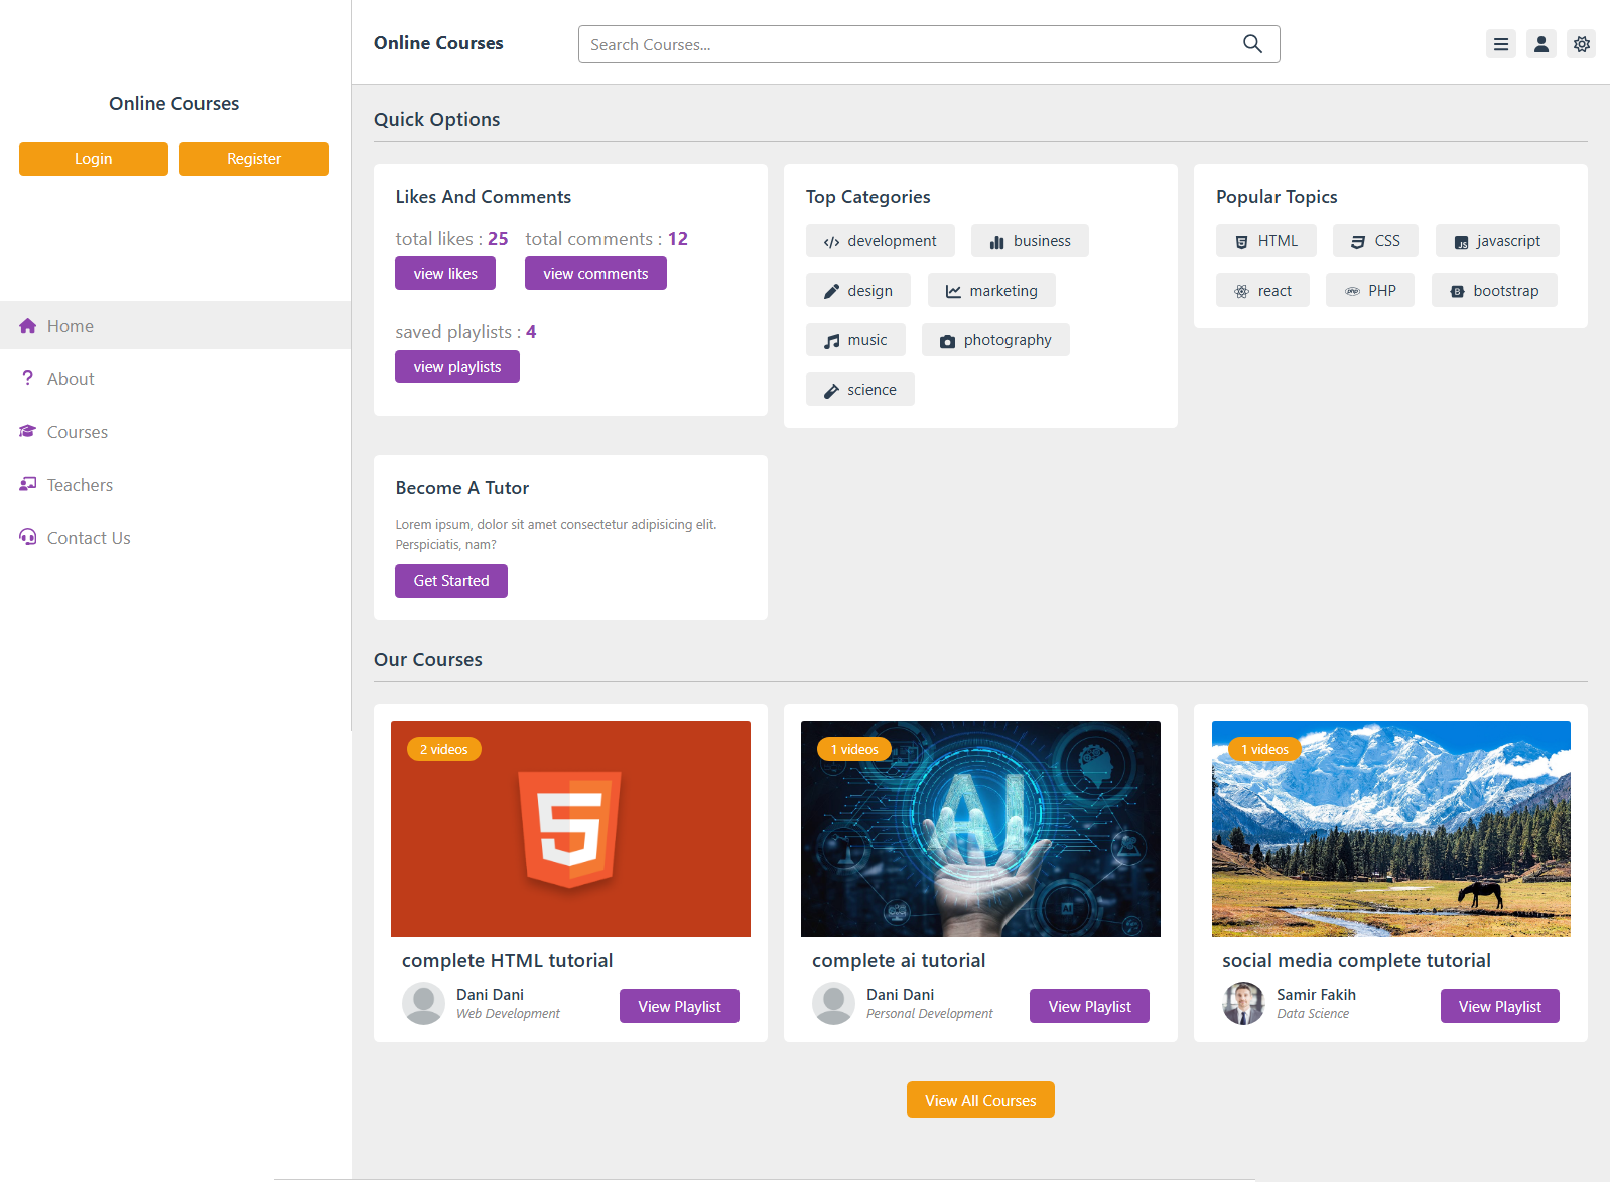 Online Courses
Search Courses...
Online Courses
Login
Register
Home
About
Courses
Teachers
Contact Us
Quick Options
Likes And Comments
total likes : 25 total comments : 12
view likes view comments
saved playlists : 4
view playlists
Top Categories
development business
design marketing
music photography
science
Popular Topics
HTML CSS JS javascript
react php PHP B bootstrap
Become A Tutor
Lorem ipsum, dolor sit amet consectetur adipisicing elit.
Perspiciatis, nam?
Get Started
Our Courses
2 videos
5
complete HTML tutorial
Dani Dani
Web Development
View Playlist
1 videos
AI
AI
complete ai tutorial
Dani Dani
Personal Development
View Playlist
1 videos
social media complete tutorial
Samir Fakih
Data Science
View Playlist
View All Courses